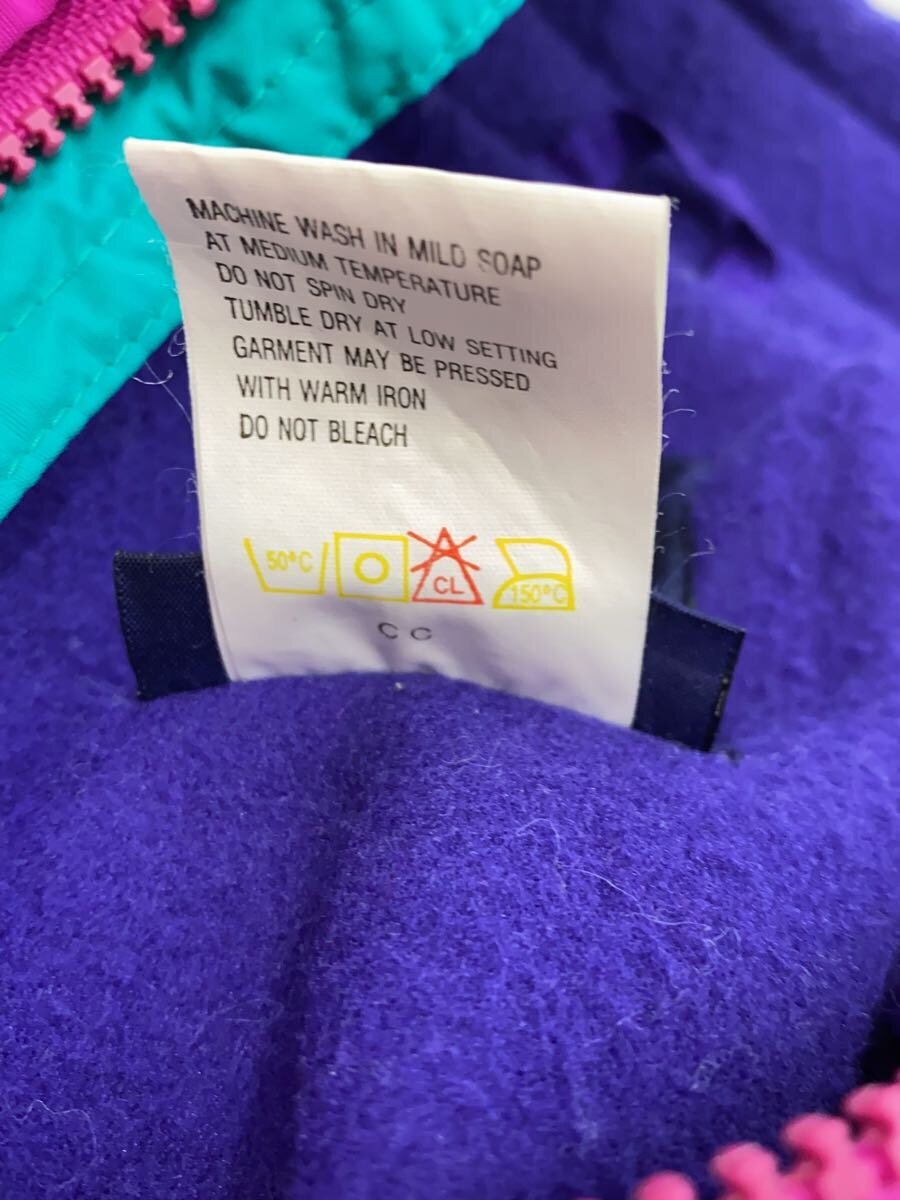 MACHINE WASH IN MILD SOAP
AT MEDIUM TEMPERATURE
DO NOT SPIN DRY
TUMBLE DRY AT LOW SETTING
GARMENT MAY BE PRESSED
WITH WARM IRON
DO NOT BLEACH
50°C CL 150°C
C C